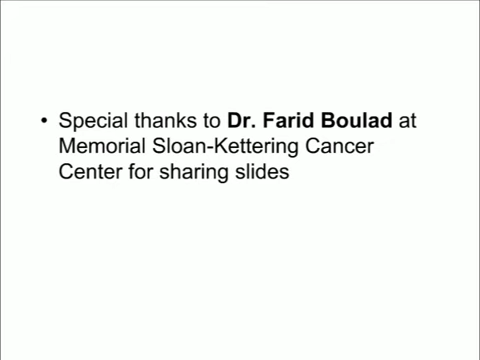 • Special thanks to Dr. Farid Boulad at
Memorial Sloan-Kettering Cancer
Center for sharing slides